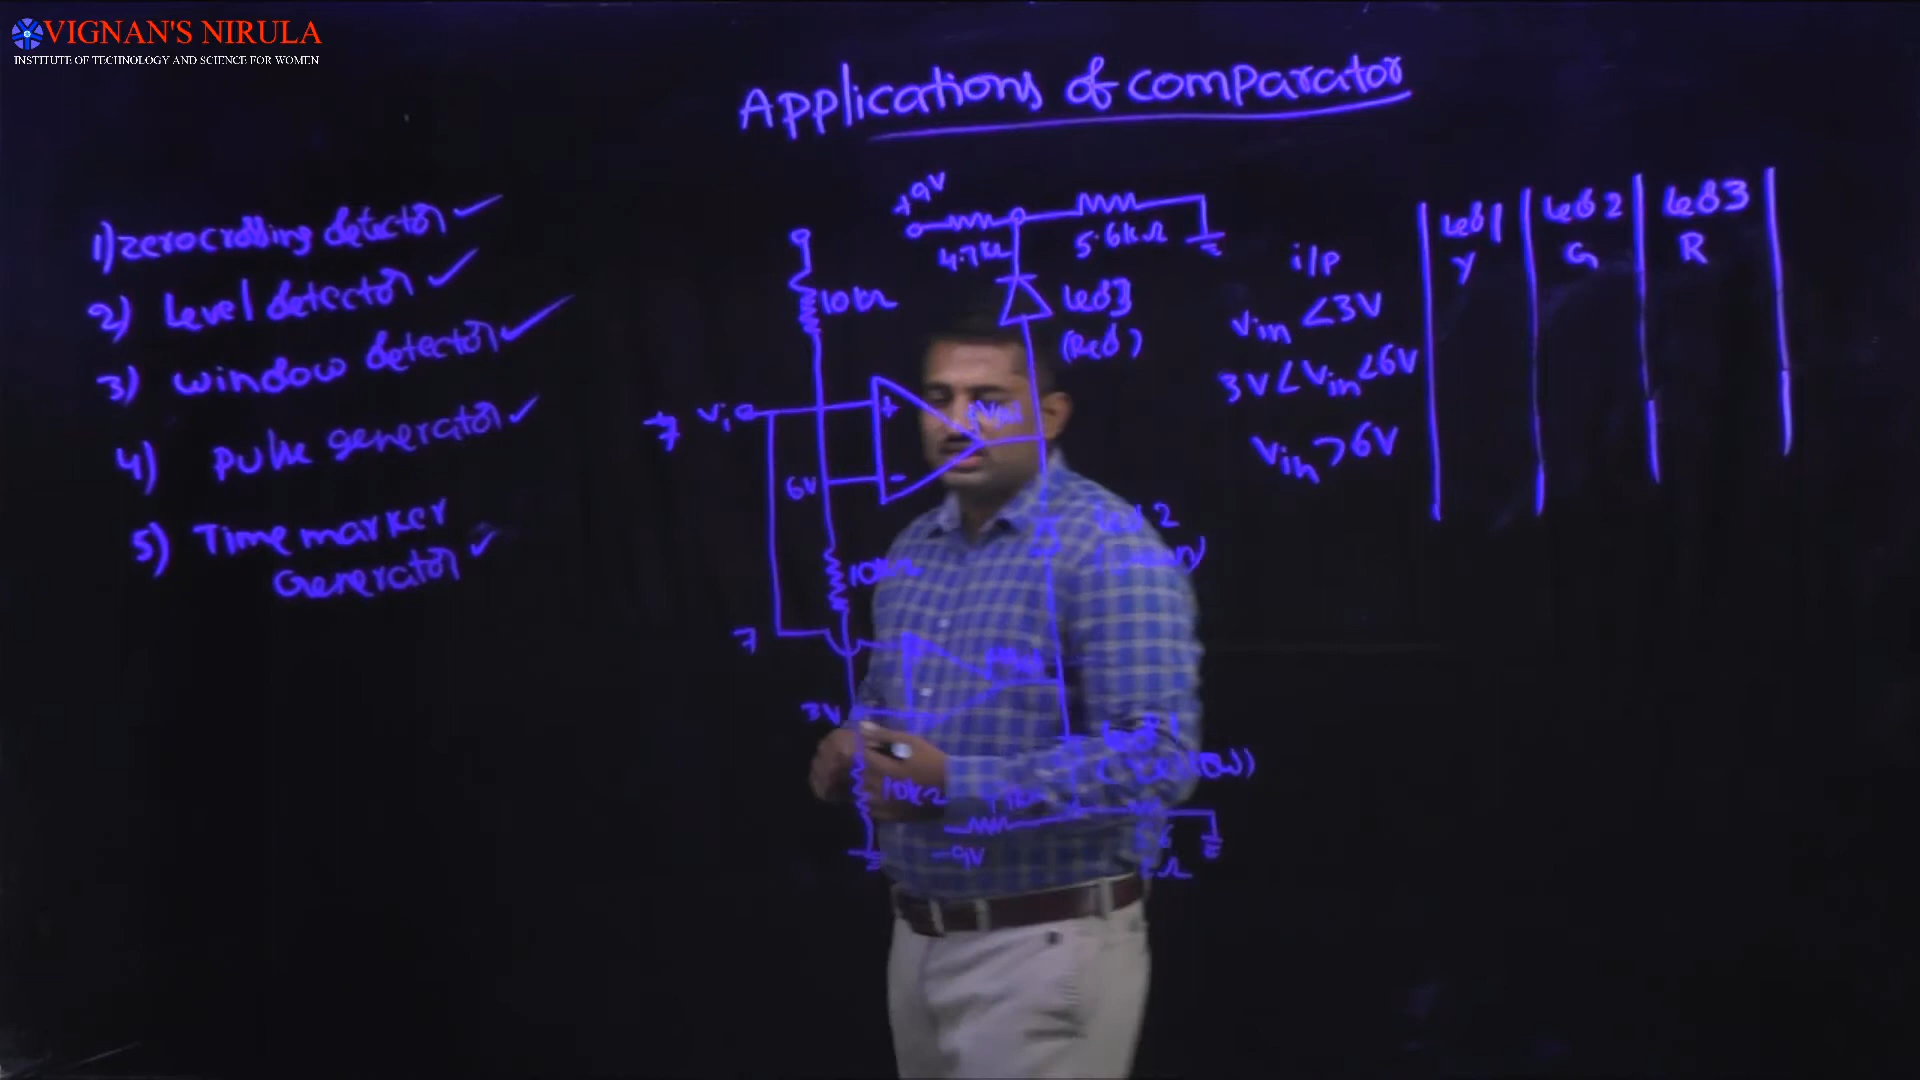 VIGNAN'S NIRULA
INSTITUTE OF TECHNOLOGY AND SCIENCE FOR WOMEN
Applications of comparator
1) zerocrossing detector ✓
2) Level detector ✓
3) window detector ✓
4) pulse generator ✓
5) Time marker
Generator ✓
+9V
4.7kΩ
5.6kΩ
10kΩ
Led3
(Red)
7 Vi
+
-
6V
10kΩ
7
3V
10kΩ
-9V
i/p
Vin <3V
3V<Vin<6V
Vin >6V
Led1
Y
Led2
G
Led3
R